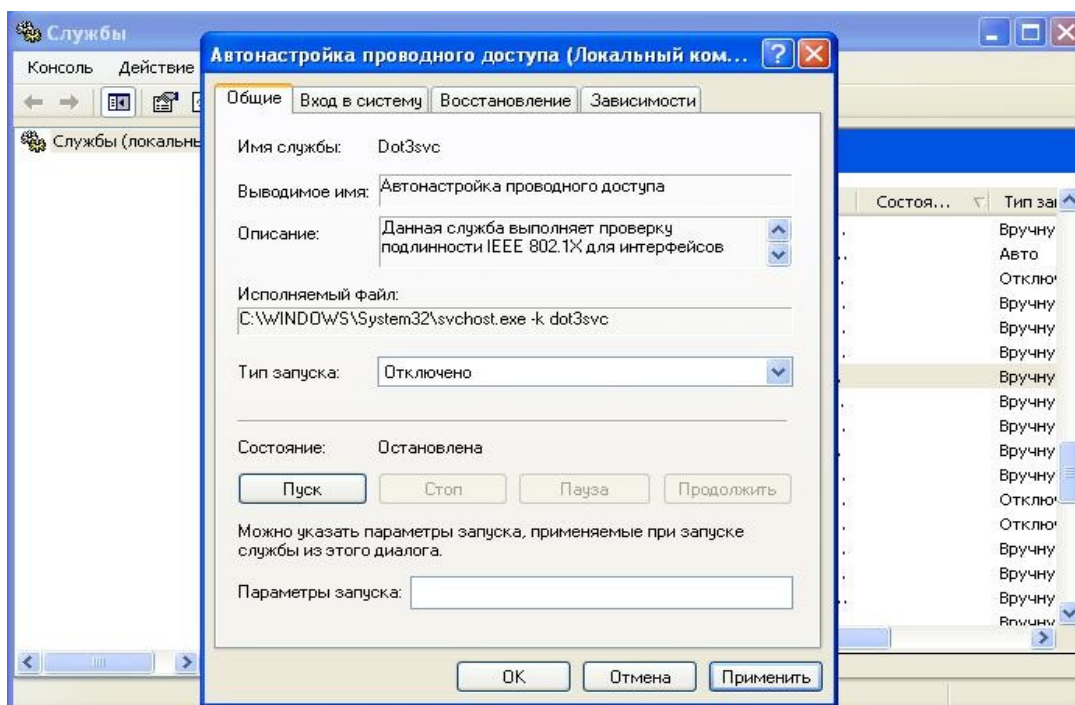 Службы
Консоль Действие
Службы (локальны
Автонастройка проводного доступа (Локальный ком...
Общие Вход в систему Восстановление Зависимости
Имя службы: Dot3svc
Выводимое имя: Автонастройка проводного доступа
Описание: Данная служба выполняет проверку
подлинности IEEE 802.1X для интерфейсов
Исполняемый файл:
C:\WINDOWS\System32\svchost.exe -k dot3svc
Тип запуска: Отключено
Состояние: Остановлена
Пуск Стоп Пауза Продолжить
Можно указать параметры запуска, применяемые при запуске
службы из этого диалога.
Параметры запуска:
OK Отмена Применить
Состоя... Тип зап
Вручну
Авто
Отключ
Вручну
Вручну
Вручну
Вручну
Вручну
Вручну
Вручну
Вручну
Отключ
Отключ
Вручну
Вручну
Вручну
Вручну